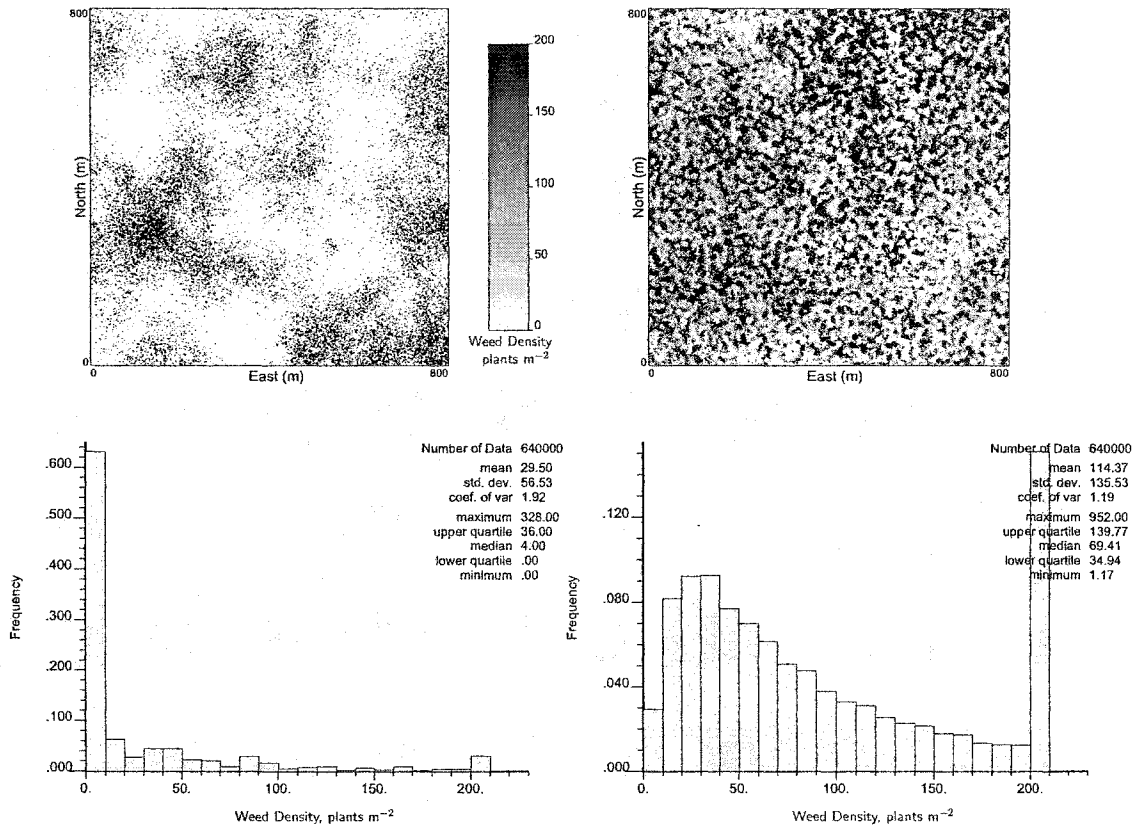 800
North (m)
0
0
East (m)
800
200
150
100
50
0
Weed Density
plants m⁻²
800
North (m)
0
0
East (m)
800
Number of Data 640000
mean 29.50
std. dev. 56.53
coef. of var 1.92
maximum 328.00
upper quartile 36.00
median 4.00
lower quartile .00
minimum .00
Frequency
.600
.500
.400
.300
.200
.100
.000
0.
50.
100.
150.
200.
Weed Density, plants m⁻²
Number of Data 640000
mean 114.37
std. dev. 135.53
coef. of var 1.19
maximum 952.00
upper quartile 139.77
median 69.41
lower quartile 34.94
minimum 1.17
Frequency
.120
.080
.040
.000
0.
50.
100.
150.
200.
Weed Density, plants m⁻²